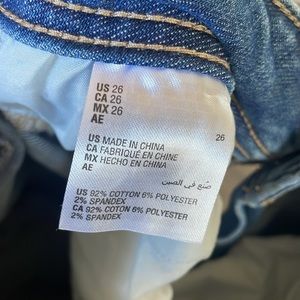 US 26
CA 26
MX 26
AE
26
US MADE IN CHINA
CA FABRIQUÉ EN CHINE
MX HECHO EN CHINA
AE
صنع في الصين
US 92% COTTON 6% POLYESTER
2% SPANDEX
CA 92% COTON 6% POLYESTER
2% SPANDEX